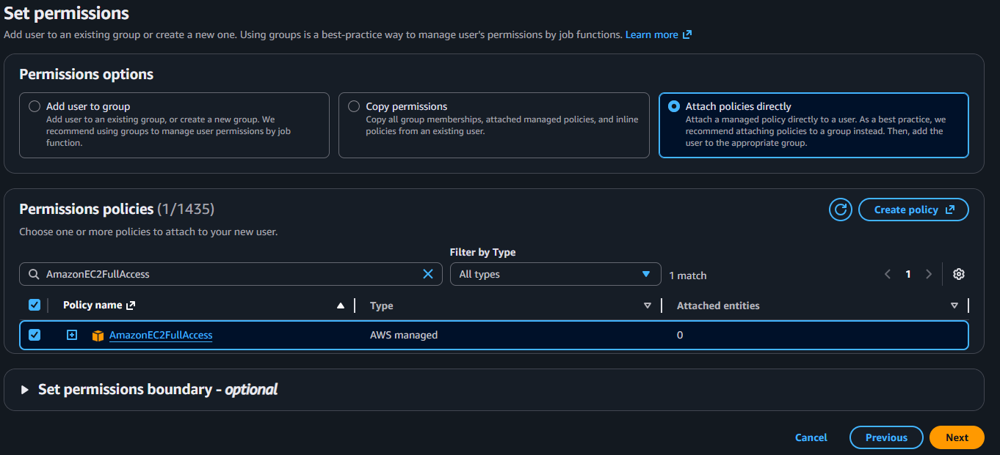 Set permissions
Add user to an existing group or create a new one. Using groups is a best-practice way to manage user's permissions by job functions. Learn more
Permissions options
Add user to group
Add user to an existing group, or create a new group. We
recommend using groups to manage user permissions by job
function.
Copy permissions
Copy all group memberships, attached managed policies, and inline
policies from an existing user.
Attach policies directly
Attach a managed policy directly to a user. As a best practice, we
recommend attaching policies to a group instead. Then, add the
user to the appropriate group.
Permissions policies (1/1435)
Create policy
Choose one or more policies to attach to your new user.
Filter by Type
AmazonEC2FullAccess
All types
1 match
1
Policy name
Type
Attached entities
AmazonEC2FullAccess
AWS managed
0
Set permissions boundary - optional
Cancel
Previous
Next